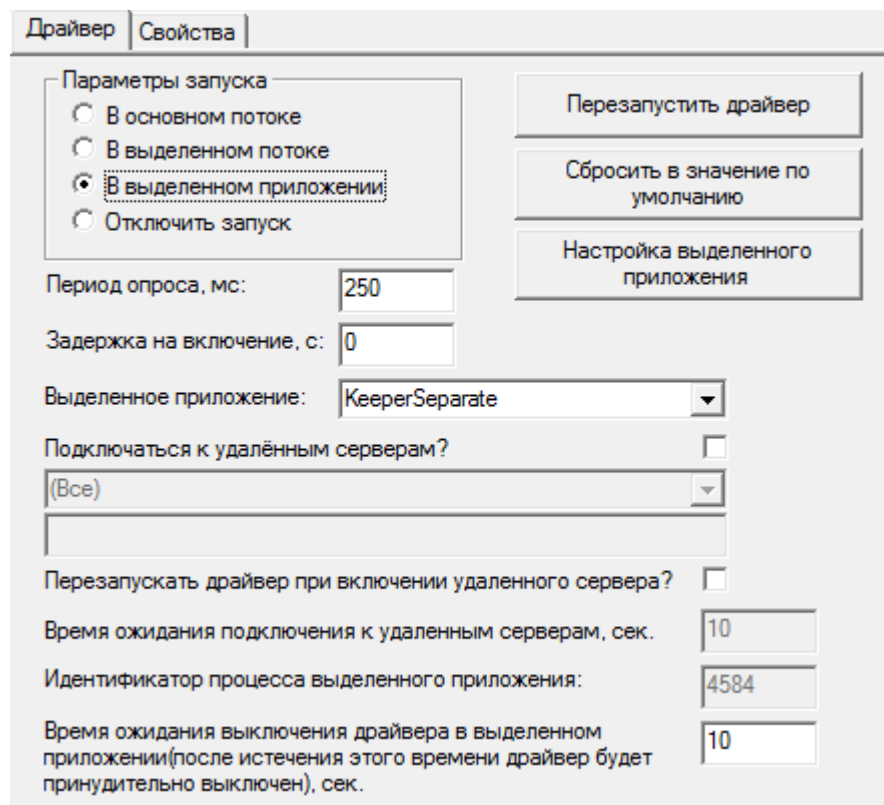 Драйвер
Свойства
Параметры запуска
В основном потоке
В выделенном потоке
В выделенном приложении
Отключить запуск
Перезапустить драйвер
Сбросить в значение по
умолчанию
Настройка выделенного
приложения
Период опроса, мс:
250
Задержка на включение, с:
0
Выделенное приложение:
KeeperSeparate
Подключаться к удалённым серверам?
(Все)
Перезапускать драйвер при включении удаленного сервера?
Время ожидания подключения к удаленным серверам, сек.
10
Идентификатор процесса выделенного приложения:
4584
Время ожидания выключения драйвера в выделенном
приложении(после истечения этого времени драйвер будет
принудительно выключен), сек.
10